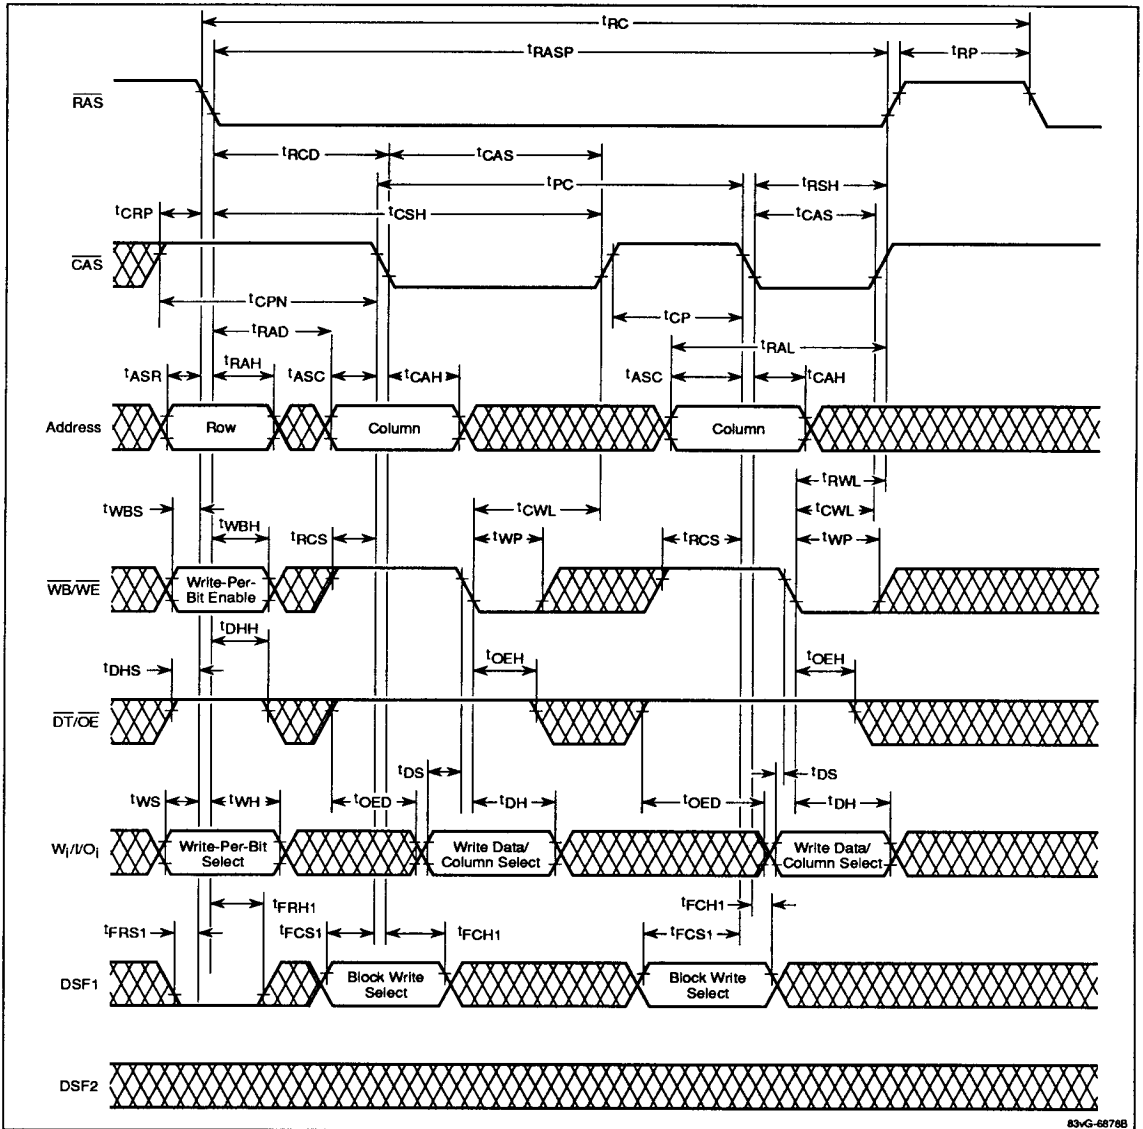 tRC
tRASP
tRP
RAS
tRCD
tCAS
tPC
tRSH
tCRP
tCSH
tCAS
CAS
tCPN
tCP
tRAD
tRAL
tASR
tRAH
tASC
tCAH
tASC
tCAH
Address
Row
Column
Column
tRWL
tWBS
tCWL
tCWL
tWBH
tRCS
tWP
tRCS
tWP
WB/WE
Write-Per-
Bit Enable
tDHH
tDHS
tOEH
tOEH
DT/OE
tDS
tDS
tWS
tWH
tOED
tDH
tOED
tDH
Wi/I/Oi
Write-Per-Bit
Select
Write Data/
Column Select
Write Data/
Column Select
tFRH1
tFCH1
tFRS1
tFCS1
tFCH1
tFCS1
DSF1
Block Write
Select
Block Write
Select
DSF2
83vG-6878B